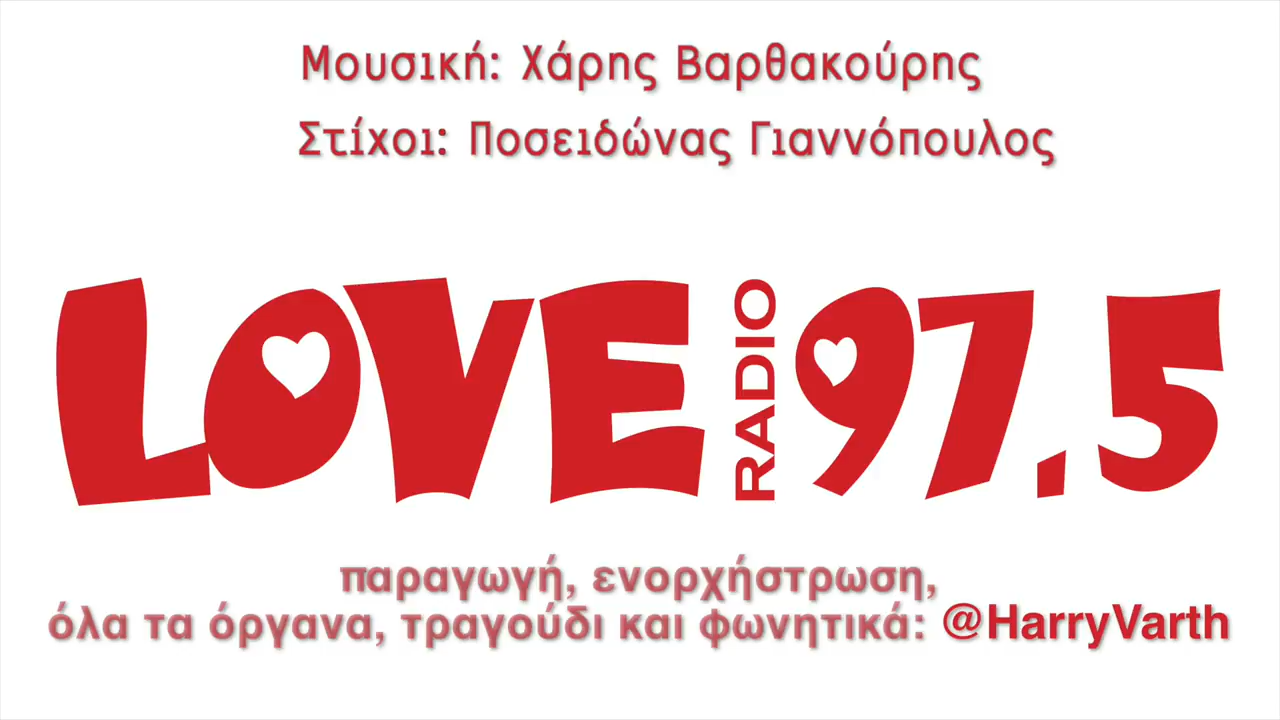 Μουσική: Χάρης Βαρθακούρης
Στίχοι: Ποσειδώνας Γιαννόπουλος
LOVE RADIO 97.5
παραγωγή, ενορχήστρωση,
όλα τα όργανα, τραγούδι και φωνητικά: @HarryVarth